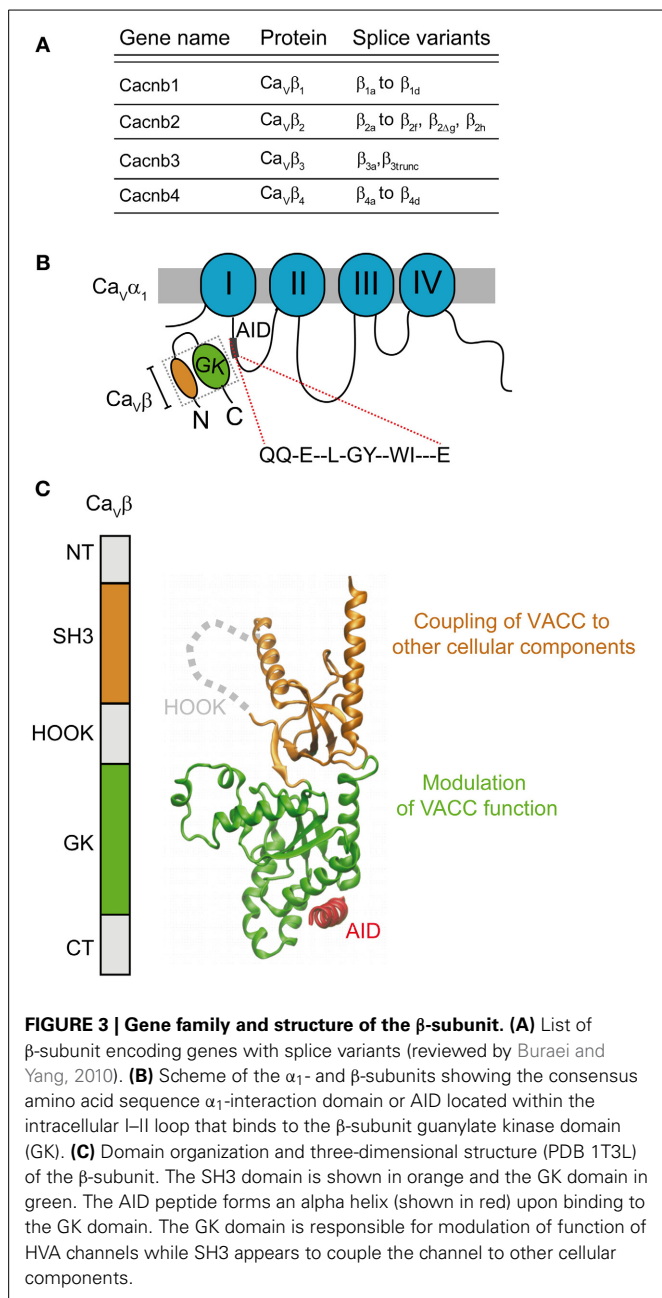 A
Gene name Protein Splice variants
Cacnb1 CaVβ1 β1a to β1d
Cacnb2 CaVβ2 β2a to β2f, β2Δg, β2h
Cacnb3 CaVβ3 β3a,β3trunc
Cacnb4 CaVβ4 β4a to β4d
B
CaVα1
I II III IV
AID
GK
CaVβ
N C
QQ-E--L-GY--WI---E
C
CaVβ
NT
SH3
HOOK
GK
CT
HOOK
Coupling of VACC to
other cellular components
Modulation
of VACC function
AID
FIGURE 3 | Gene family and structure of the β-subunit. (A) List of
β-subunit encoding genes with splice variants (reviewed by Buraei and
Yang, 2010). (B) Scheme of the α1- and β-subunits showing the consensus
amino acid sequence α1-interaction domain or AID located within the
intracellular I–II loop that binds to the β-subunit guanylate kinase domain
(GK). (C) Domain organization and three-dimensional structure (PDB 1T3L)
of the β-subunit. The SH3 domain is shown in orange and the GK domain in
green. The AID peptide forms an alpha helix (shown in red) upon binding to
the GK domain. The GK domain is responsible for modulation of function of
HVA channels while SH3 appears to couple the channel to other cellular
components.